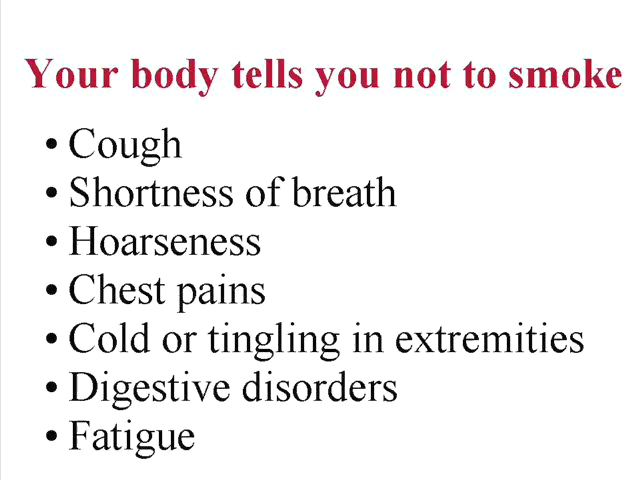 Your body tells you not to smoke
• Cough
• Shortness of breath
• Hoarseness
• Chest pains
• Cold or tingling in extremities
• Digestive disorders
• Fatigue